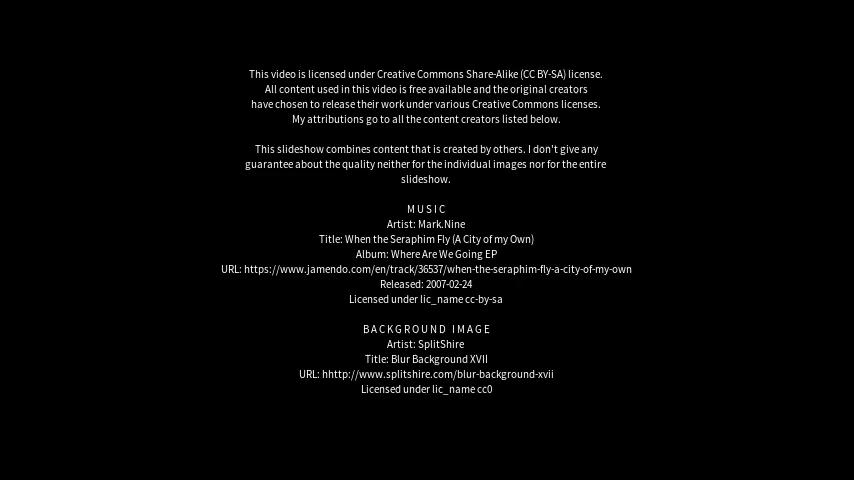 This video is licensed under Creative Commons Share-Alike (CC BY-SA) license.
All content used in this video is free available and the original creators
have chosen to release their work under various Creative Commons licenses.
My attributions go to all the content creators listed below.
This slideshow combines content that is created by others. I don't give any
guarantee about the quality neither for the individual images nor for the entire
slideshow.
M U S I C
Artist: Mark.Nine
Title: When the Seraphim Fly (A City of my Own)
Album: Where Are We Going EP
URL: https://www.jamendo.com/en/track/36537/when-the-seraphim-fly-a-city-of-my-own
Released: 2007-02-24
Licensed under lic_name cc-by-sa
B A C K G R O U N D   I M A G E
Artist: SplitShire
Title: Blur Background XVII
URL: hhttp://www.splitshire.com/blur-background-xvii
Licensed under lic_name cc0